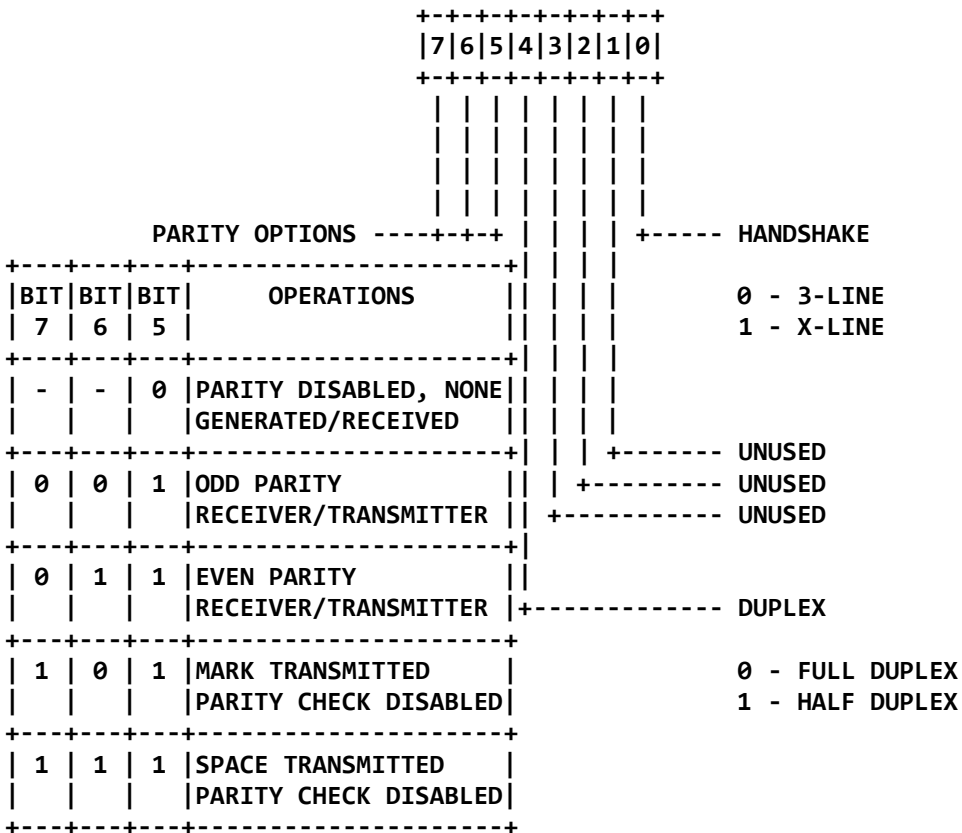 +-+-+-+-+-+-+-+-+
                            |7|6|5|4|3|2|1|0|
                            +-+-+-+-+-+-+-+-+
                             | | | | | | | |
                             | | | | | | | |
                             | | | | | | | |
                             | | | | | | | |
          PARITY OPTIONS ----+-+-+ | | | | +----- HANDSHAKE
+---+---+---+---------------------+| | | |
|BIT|BIT|BIT|     OPERATIONS      || | | |        0 - 3-LINE
| 7 | 6 | 5 |                     || | | |        1 - X-LINE
+---+---+---+---------------------+| | | |
| - | - | 0 |PARITY DISABLED, NONE|| | | |
|   |   |   |GENERATED/RECEIVED   || | | |
+---+---+---+---------------------+| | | +------- UNUSED
| 0 | 0 | 1 |ODD PARITY           || | +--------- UNUSED
|   |   |   |RECEIVER/TRANSMITTER || +----------- UNUSED
+---+---+---+---------------------+|
| 0 | 1 | 1 |EVEN PARITY          ||
|   |   |   |RECEIVER/TRANSMITTER |+------------- DUPLEX
+---+---+---+---------------------+
| 1 | 0 | 1 |MARK TRANSMITTED     |               0 - FULL DUPLEX
|   |   |   |PARITY CHECK DISABLED|               1 - HALF DUPLEX
+---+---+---+---------------------+
| 1 | 1 | 1 |SPACE TRANSMITTED    |
|   |   |   |PARITY CHECK DISABLED|
+---+---+---+---------------------+